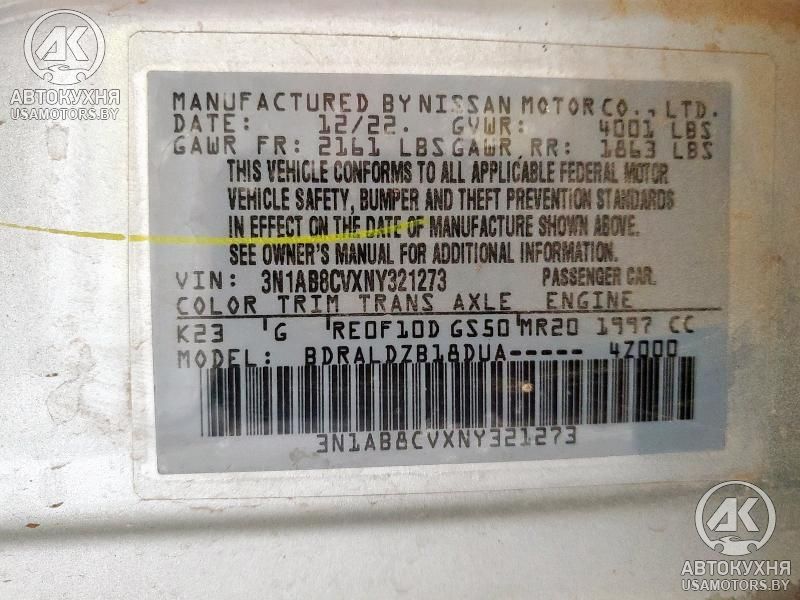 AK
АВТОКУХНЯ
USAMOTORS.BY
MANUFACTURED BY NISSAN MOTOR CO., LTD.
DATE: 12/22. GVWR: 4001 LBS
GAWR FR: 2161 LBS GAWR RR: 1863 LBS
THIS VEHICLE CONFORMS TO ALL APPLICABLE FEDERAL MOTOR
VEHICLE SAFETY, BUMPER AND THEFT PREVENTION STANDARDS
IN EFFECT ON THE DATE OF MANUFACTURE SHOWN ABOVE.
SEE OWNER'S MANUAL FOR ADDITIONAL INFORMATION.
VIN: 3N1AB8CVXNY321273 PASSENGER CAR.
COLOR TRIM TRANS AXLE ENGINE
K23 G RE0F10D GS50 MR20 1997 CC
MODEL: BDRALDZB18DUA----- 4Z000
3N1AB8CVXNY321273
AK
АВТОКУХНЯ
USAMOTORS.BY